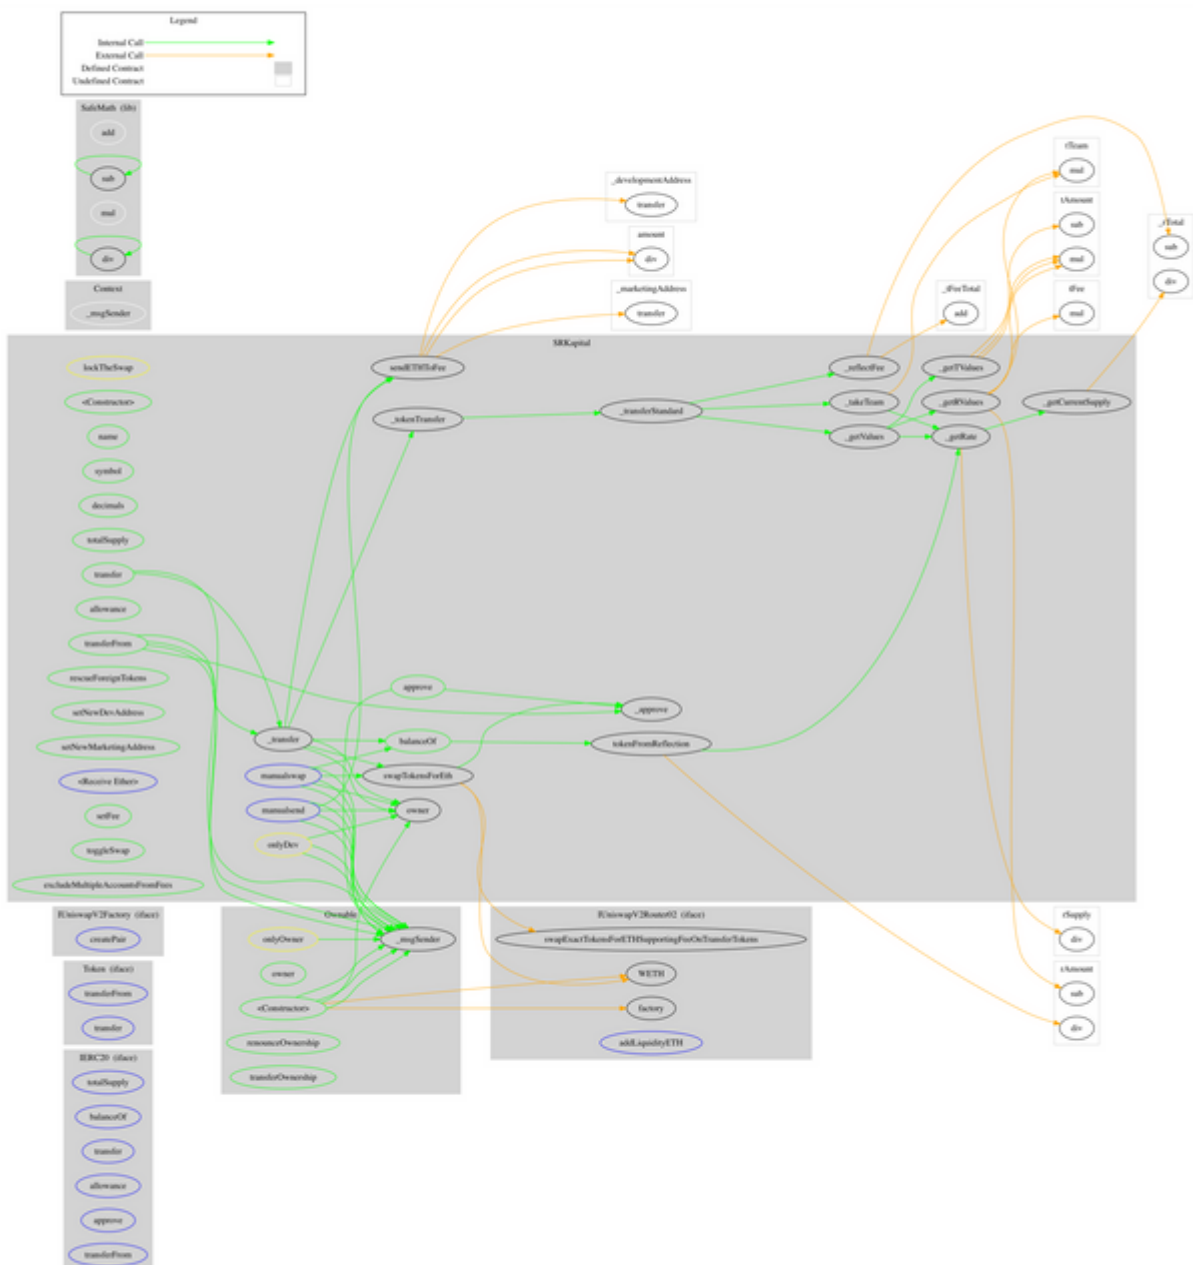 Legend
Internal Call
External Call
Defined Contract
Undefined Contract
SafeMath (lib)
add
sub
mul
div
Context
_msgSender
_developmentAddress
transfer
amount
div
_marketingAddress
transfer
tTeam
mul
tAmount
sub
mul
tFee
mul
_tFeeTotal
add
_rTotal
sub
div
SRKapital
lockTheSwap
<Constructor>
name
symbol
decimals
totalSupply
transfer
allowance
transferFrom
rescueForeignTokens
setNewDevAddress
setNewMarketingAddress
<Receive Ether>
setFee
toggleSwap
excludeMultipleAccountsFromFees
_transfer
manualswap
manualsend
onlyDev
sendETHToFee
_tokenTransfer
approve
balanceOf
swapTokensForEth
owner
_transferStandard
_approve
tokenFromReflection
_reflectFee
_takeTeam
_getValues
_getTValues
_getRValues
_getRate
_getCurrentSupply
IUniswapV2Factory (iface)
createPair
Token (iface)
transferFrom
transfer
IERC20 (iface)
totalSupply
balanceOf
transfer
allowance
approve
transferFrom
Ownable
onlyOwner
owner
<Constructor>
renounceOwnership
transferOwnership
_msgSender
IUniswapV2Router02 (iface)
swapExactTokensForETHSupportingFeeOnTransferTokens
WETH
factory
addLiquidityETH
rSupply
div
rAmount
sub
div